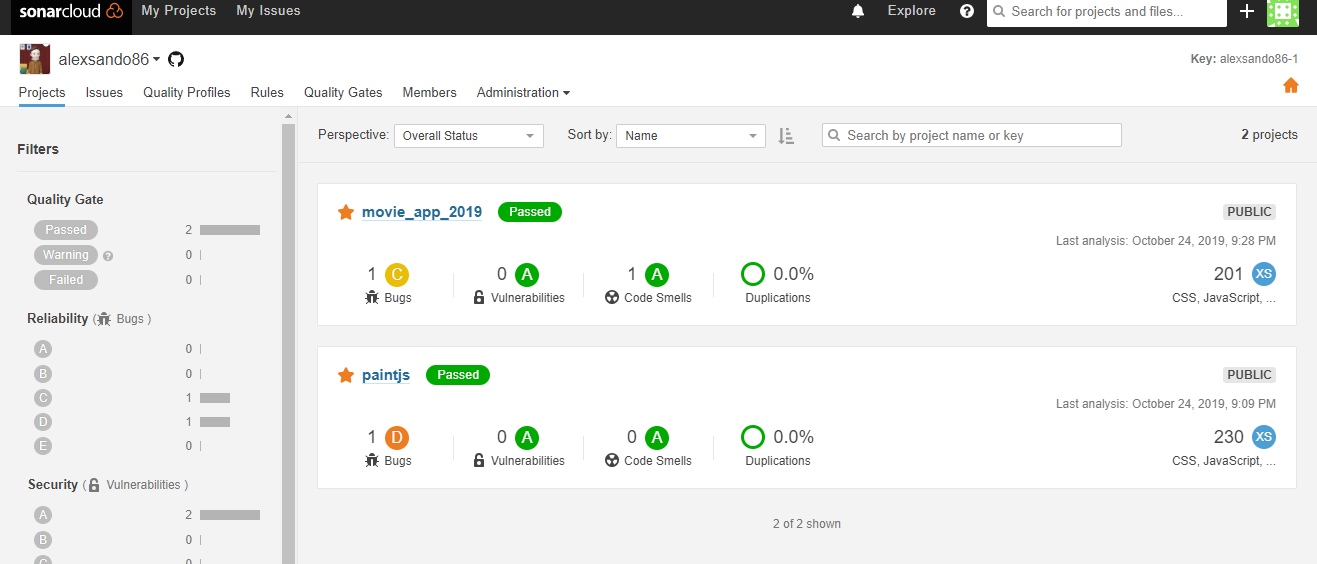 sonarcloud My Projects My Issues Explore ? Search for projects and files... +
alexsando86 Key: alexsando86-1
Projects Issues Quality Profiles Rules Quality Gates Members Administration
Filters
Quality Gate
Passed 2
Warning ? 0
Failed 0
Reliability ( Bugs )
A 0
B 0
C 1
D 1
E 0
Security ( Vulnerabilities )
A 2
B 0
C 0
Perspective: Overall Status Sort by: Name Search by project name or key 2 projects
movie_app_2019 Passed PUBLIC
Last analysis: October 24, 2019, 9:28 PM
1 C 0 A 1 A 0.0% 201 XS
Bugs Vulnerabilities Code Smells Duplications CSS, JavaScript, ...
paintjs Passed PUBLIC
Last analysis: October 24, 2019, 9:09 PM
1 D 0 A 0 A 0.0% 230 XS
Bugs Vulnerabilities Code Smells Duplications CSS, JavaScript, ...
2 of 2 shown